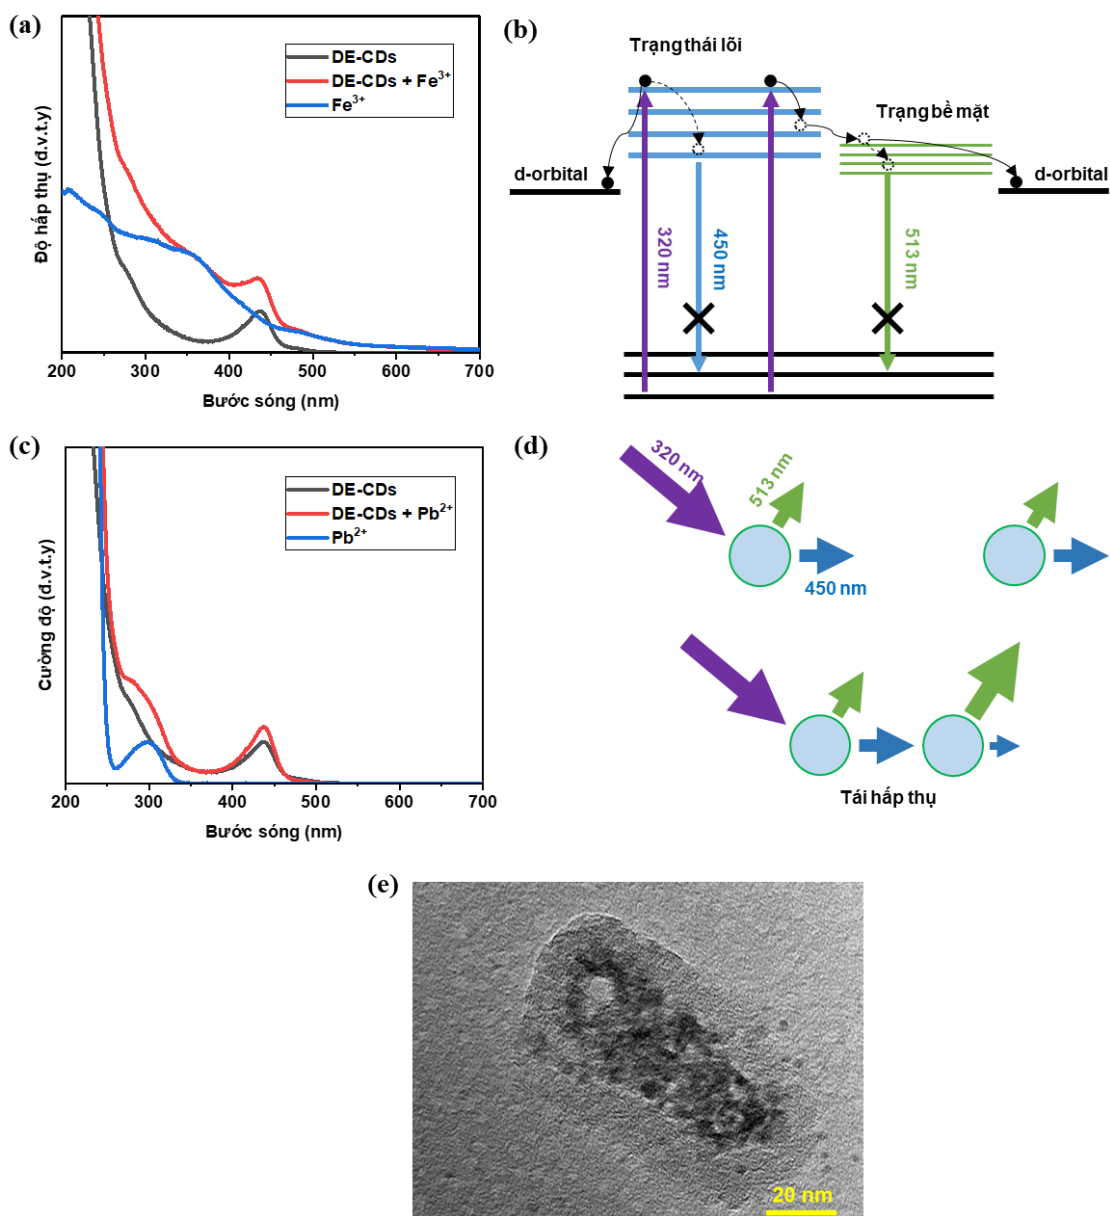 (a)
DE-CDs
DE-CDs + Fe³⁺
Fe³⁺
Độ hấp thụ (d.v.t.y)
200 300 400 500 600 700
Bước sóng (nm)
(b)
Trạng thái lõi
Trạng bề mặt
d-orbital
d-orbital
320 nm
450 nm
513 nm
(c)
DE-CDs
DE-CDs + Pb²⁺
Pb²⁺
Cường độ (d.v.t.y)
200 300 400 500 600 700
Bước sóng (nm)
(d)
320 nm
513 nm
450 nm
Tái hấp thụ
(e)
20 nm